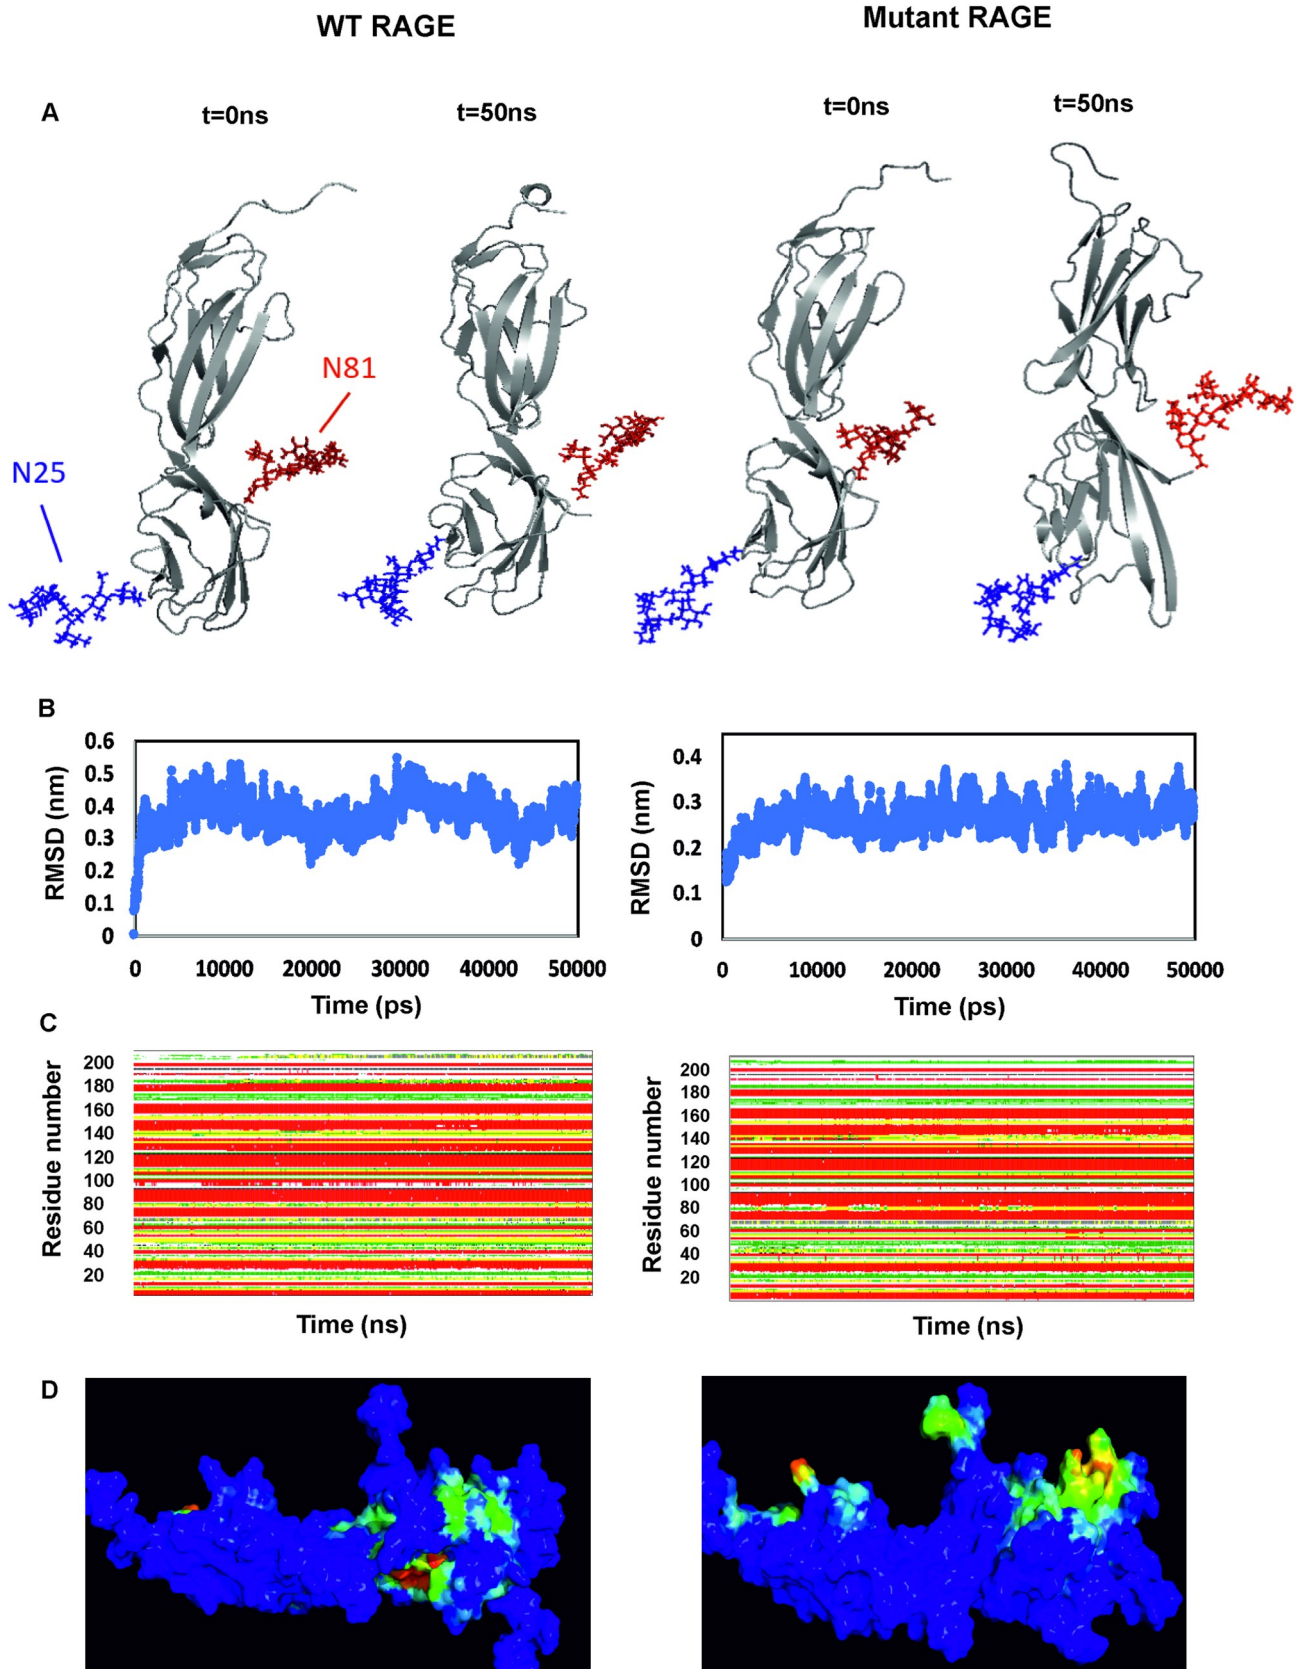 WT RAGE
Mutant RAGE
A
t=0ns
t=50ns
t=0ns
t=50ns
N81
N25
B
RMSD (nm)
0.6
0.5
0.4
0.3
0.2
0.1
0
0 10000 20000 30000 40000 50000
Time (ps)
RMSD (nm)
0.4
0.3
0.2
0.1
0
0 10000 20000 30000 40000 50000
Time (ps)
C
Residue number
200
180
160
140
120
100
80
60
40
20
Time (ns)
Residue number
200
180
160
140
120
100
80
60
40
20
Time (ns)
D